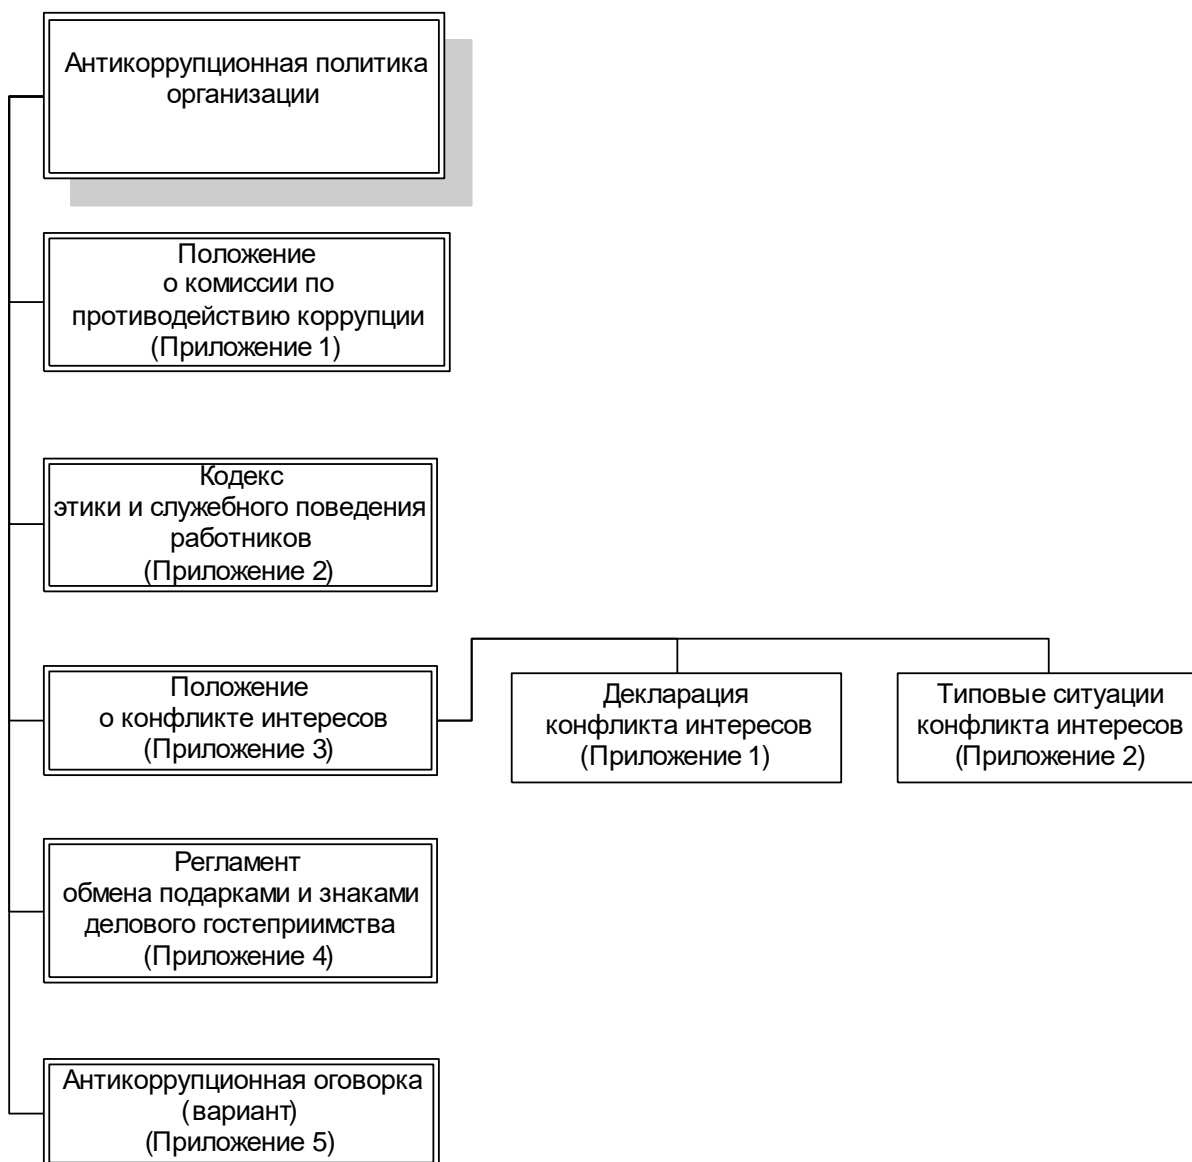 Антикоррупционная политика
организации
Положение
о комиссии по
противодействию коррупции
(Приложение 1)
Кодекс
этики и служебного поведения
работников
(Приложение 2)
Положение
о конфликте интересов
(Приложение 3)
Декларация
конфликта интересов
(Приложение 1)
Типовые ситуации
конфликта интересов
(Приложение 2)
Регламент
обмена подарками и знаками
делового гостеприимства
(Приложение 4)
Антикоррупционная оговорка
(вариант)
(Приложение 5)